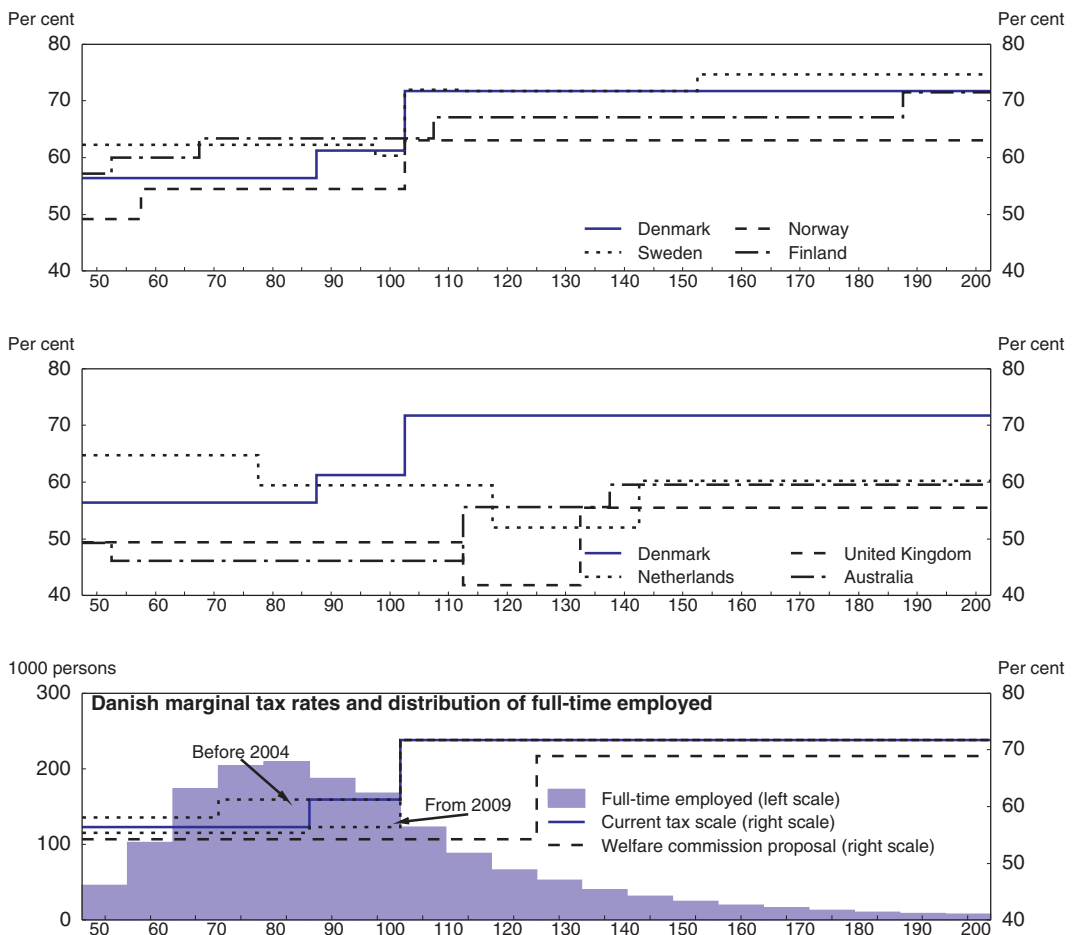 Per cent Per cent
80 80
70 70
60 60
50 50
40 40
Denmark Norway
Sweden Finland
50 60 70 80 90 100 110 120 130 140 150 160 170 180 190 200
Per cent Per cent
80 80
70 70
60 60
50 50
40 40
Denmark United Kingdom
Netherlands Australia
50 60 70 80 90 100 110 120 130 140 150 160 170 180 190 200
1000 persons Per cent
300 80
Danish marginal tax rates and distribution of full-time employed
Before 2004
200 70
From 2009
100 60
0 50
40
Full-time employed (left scale)
Current tax scale (right scale)
Welfare commission proposal (right scale)
50 60 70 80 90 100 110 120 130 140 150 160 170 180 190 200